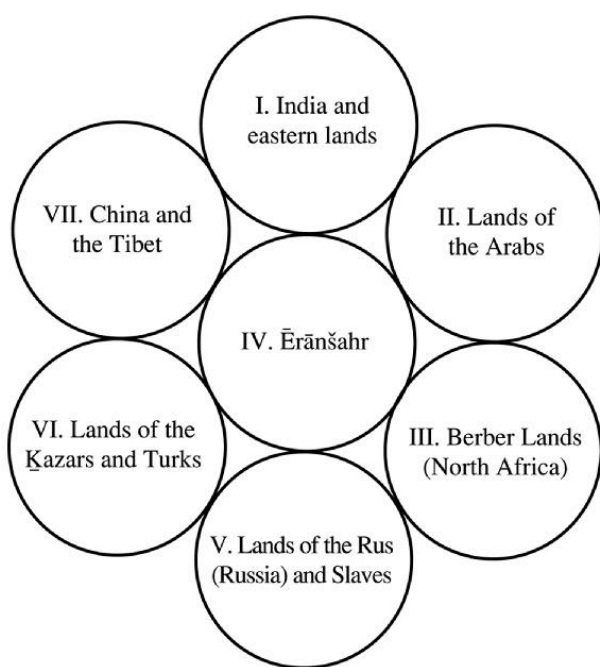 I. India and
eastern lands
VII. China and
the Tibet
II. Lands of
the Arabs
IV. Ērānšahr
VI. Lands of the
Ḵazars and Turks
III. Berber Lands
(North Africa)
V. Lands of the Rus
(Russia) and Slaves